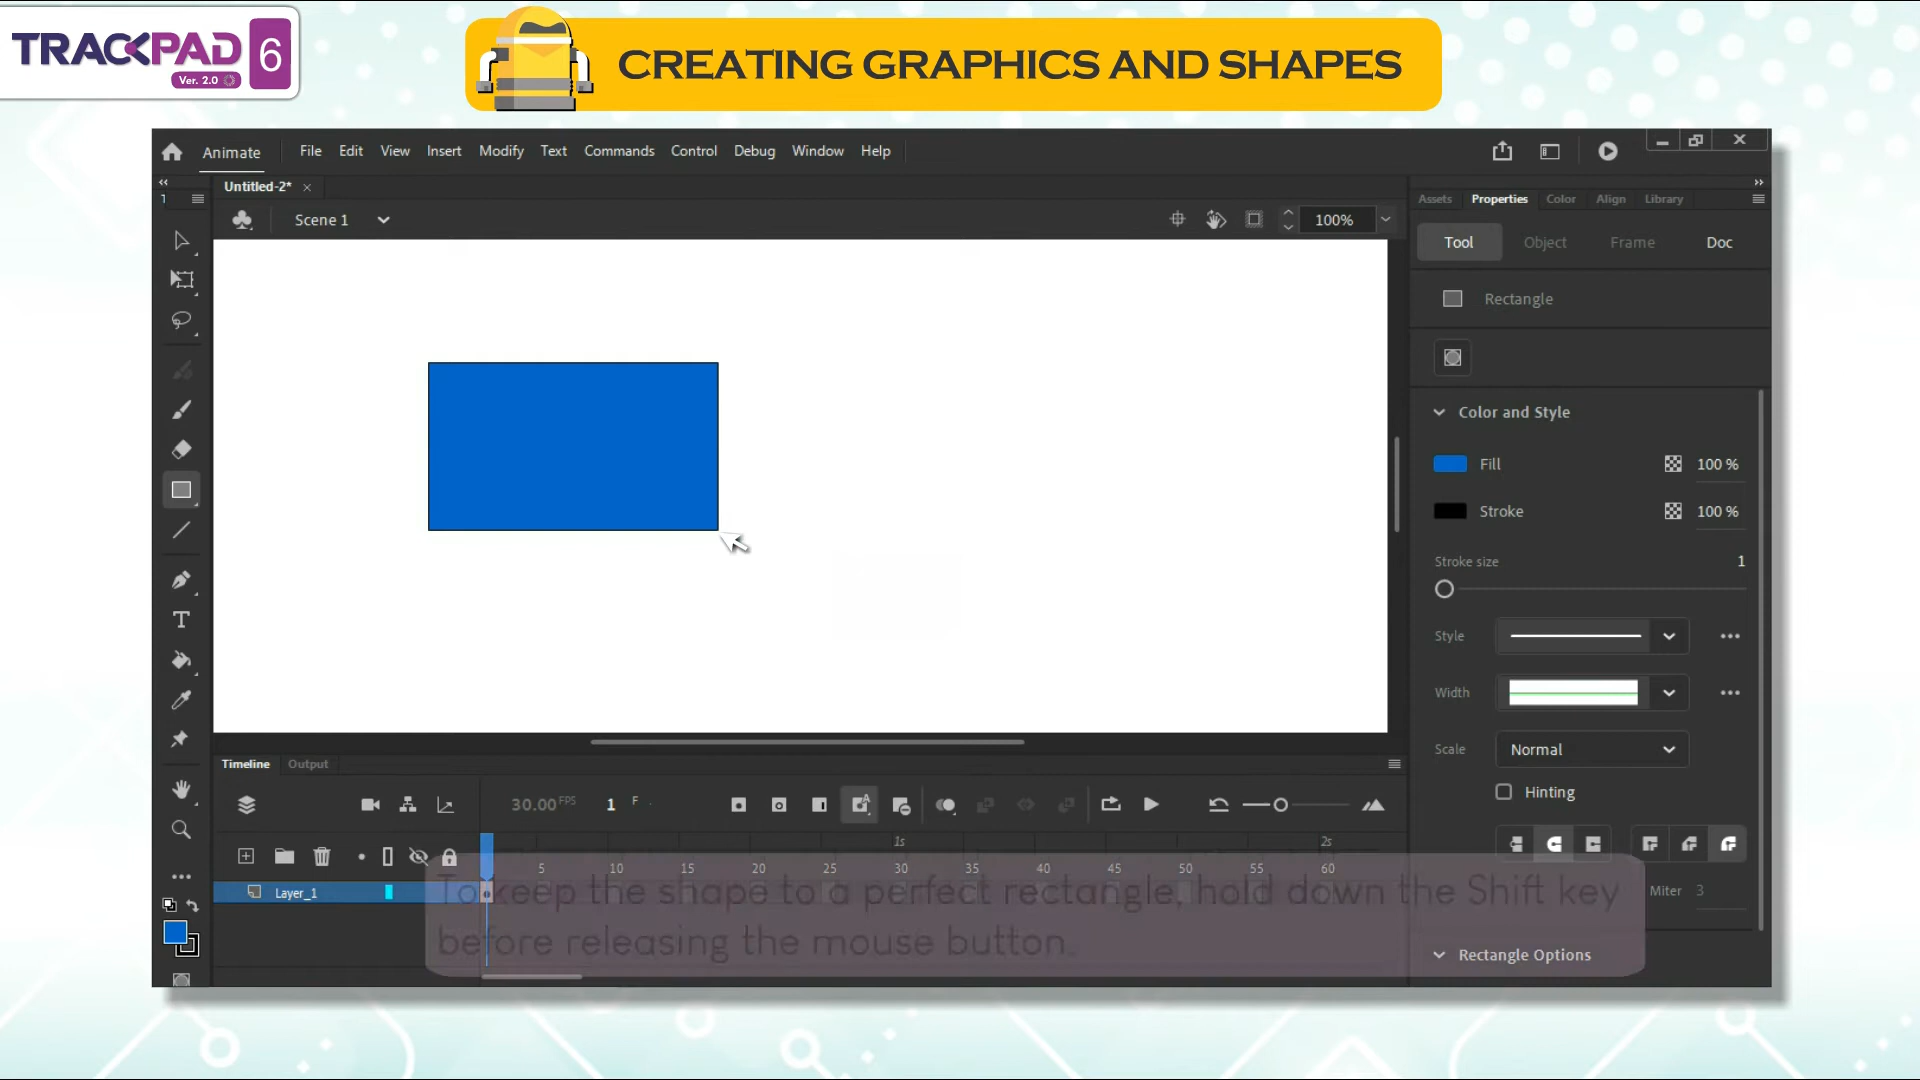 TRACKPAD 6
Ver. 2.0
CREATING GRAPHICS AND SHAPES
Animate File Edit View Insert Modify Text Commands Control Debug Window Help
Untitled-2*
Assets Properties Color Align Library
Scene 1
100%
Tool Object Frame Doc
Rectangle
Color and Style
Fill 100 %
Stroke 100 %
Stroke size 1
Style
Width
Scale Normal
Hinting
Timeline Output
30.00 FPS 1 F
1s 2s
5 10 15 20 25 30 35 40 45 50 55 60
Layer_1
To keep the shape to a perfect rectangle, hold down the Shift key
before releasing the mouse button.
Miter 3
Rectangle Options